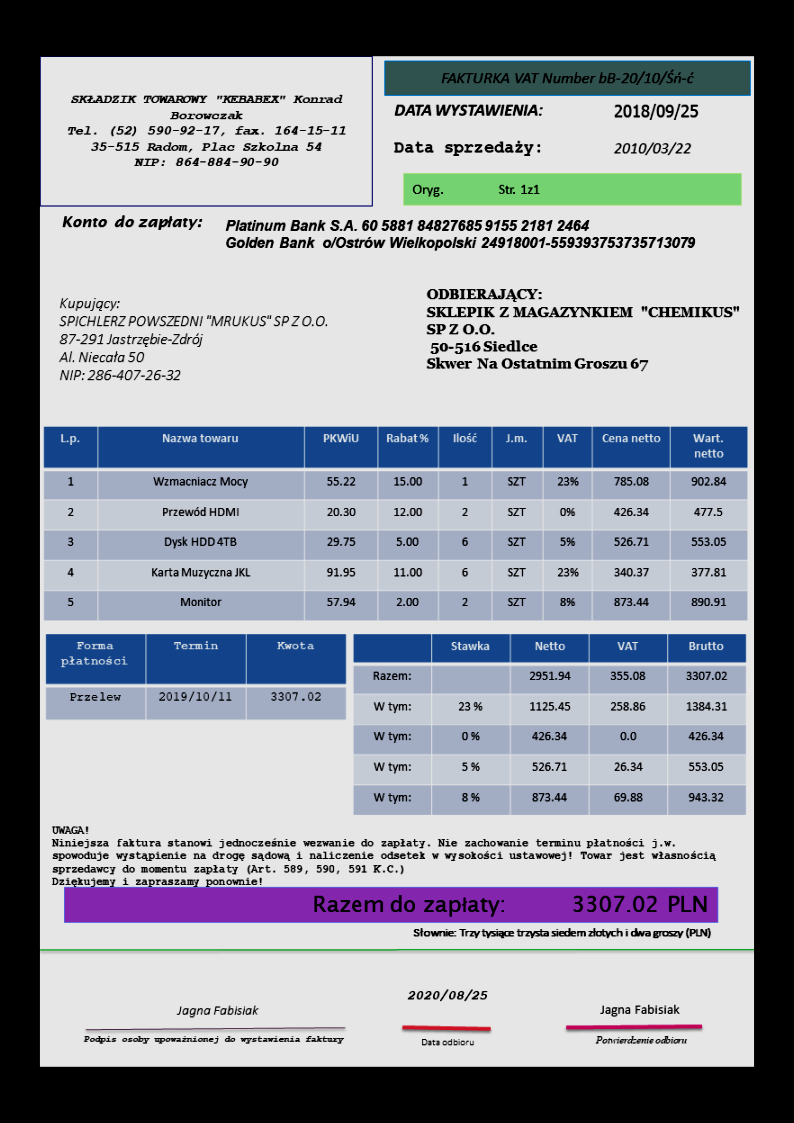 SKŁADZIK TOWAROWY "KEBABEX" Konrad
Borowczak
Tel. (52) 590-92-17, fax. 164-15-11
35-515 Radom, Plac Szkolna 54
NIP: 864-884-90-90
FAKTURKA VAT Number bB-20/10/Śń-ć
DATA WYSTAWIENIA: 2018/09/25
Data sprzedaży: 2010/03/22
Oryg. Str. 1z1
Konto do zapłaty: Platinum Bank S.A. 60 5881 84827685 9155 2181 2464
Golden Bank o/Ostrów Wielkopolski 24918001-559393753735713079
Kupujący:
SPICHLERZ POWSZEDNI "MRUKUS" SP Z O.O.
87-291 Jastrzębie-Zdrój
Al. Niecała 50
NIP: 286-407-26-32
ODBIERAJĄCY:
SKLEPIK Z MAGAZYNKIEM "CHEMIKUS"
SP Z O.O.
50-516 Siedlce
Skwer Na Ostatnim Groszu 67
L.p. Nazwa towaru PKWiU Rabat % Ilość J.m. VAT Cena netto Wart. netto
1 Wzmacniacz Mocy 55.22 15.00 1 SZT 23% 785.08 902.84
2 Przewód HDMI 20.30 12.00 2 SZT 0% 426.34 477.5
3 Dysk HDD 4TB 29.75 5.00 6 SZT 5% 526.71 553.05
4 Karta Muzyczna JKL 91.95 11.00 6 SZT 23% 340.37 377.81
5 Monitor 57.94 2.00 2 SZT 8% 873.44 890.91
Forma płatności Termin Kwota
Przelew 2019/10/11 3307.02
Stawka Netto VAT Brutto
Razem: 2951.94 355.08 3307.02
W tym: 23 % 1125.45 258.86 1384.31
W tym: 0 % 426.34 0.0 426.34
W tym: 5 % 526.71 26.34 553.05
W tym: 8 % 873.44 69.88 943.32
UWAGA!
Niniejsza faktura stanowi jednocześnie wezwanie do zapłaty. Nie zachowanie terminu płatności j.w.
spowoduje wystąpienie na drogę sądową i naliczenie odsetek w wysokości ustawowej! Towar jest własnością
sprzedawcy do momentu zapłaty (Art. 589, 590, 591 K.C.)
Dziękujemy i zapraszamy ponownie!
Razem do zapłaty: 3307.02 PLN
Słownie: Trzy tysiące trzysta siedem złotych i dwa groszy (PLN)
Jagna Fabisiak
Podpis osoby upoważnionej do wystawienia faktury
2020/08/25
Data odbioru
Jagna Fabisiak
Potwierdzenie odbioru